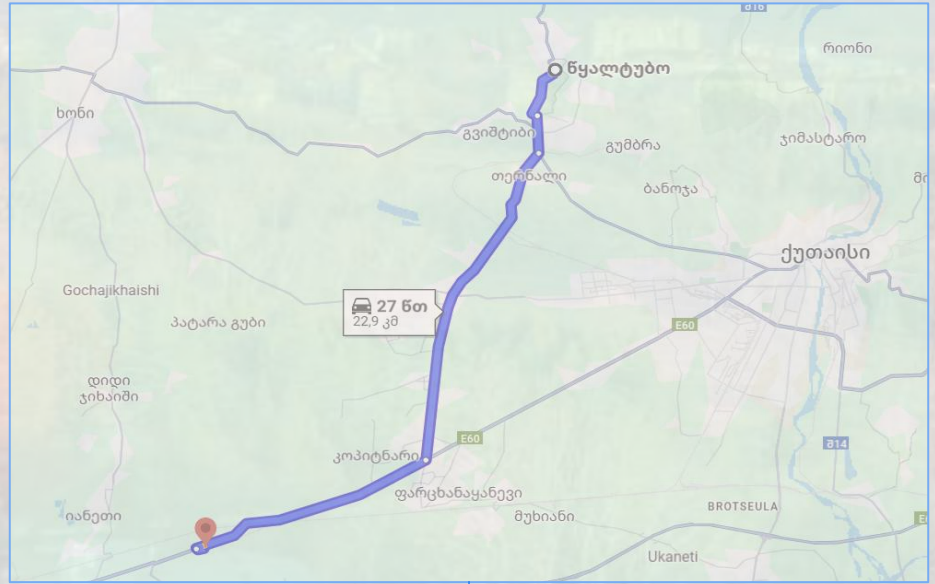 შ16
რიონი
წყალტუბო
ხონი
გვიშტიბი
გუმბრა
ჯიმასტარო
თერნალი
ბანოჯა
ქუთაისი
Gochajikhaishi
27 წთ
22,9 კმ
პატარა გუბი
E60
დიდი
ჯიხაიში
E60
შ14
კოპიტნარი
ფარცხანაყანევი
იანეთი
მუხიანი
BROTSEULA
Ukaneti